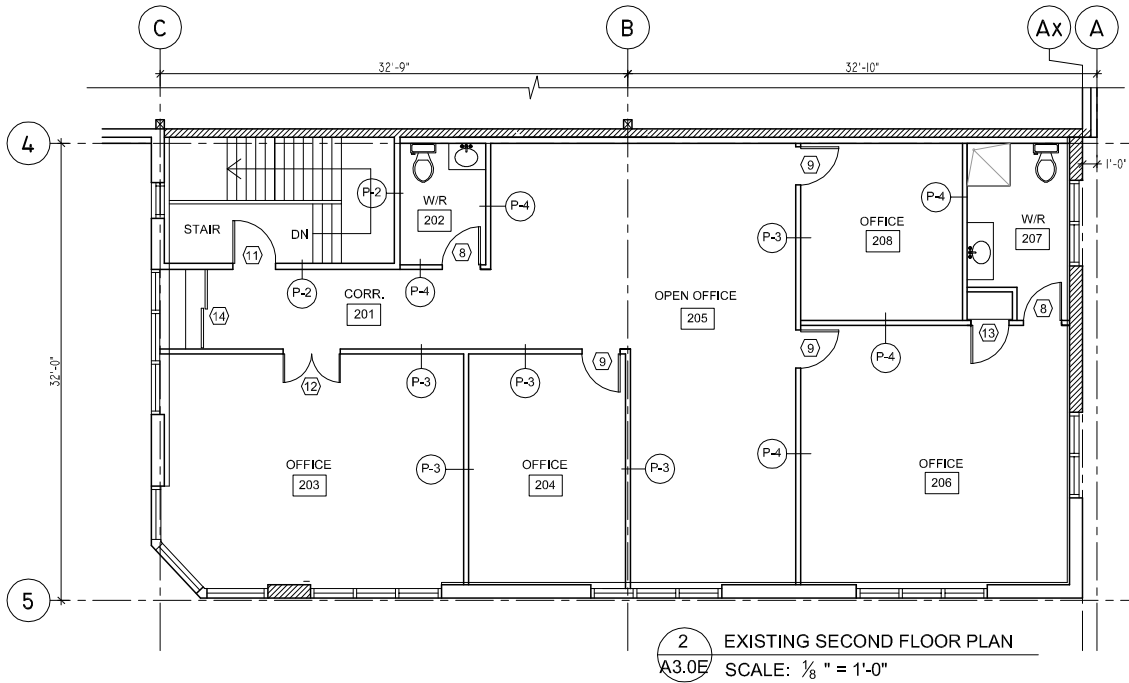 C
B
Ax
A
32'-9"
32'-10"
4
1'-0"
P-2
W/R
202
P-4
9
P-4
STAIR
DN
11
8
P-3
OFFICE
208
W/R
207
P-2
P-4
CORR.
201
14
OPEN OFFICE
205
8
13
9
P-4
32'-0"
12
P-3
P-3
9
OFFICE
203
P-3
OFFICE
204
P-3
P-4
OFFICE
206
5
2
A3.0E
EXISTING SECOND FLOOR PLAN
SCALE: ⅛ " = 1'-0"